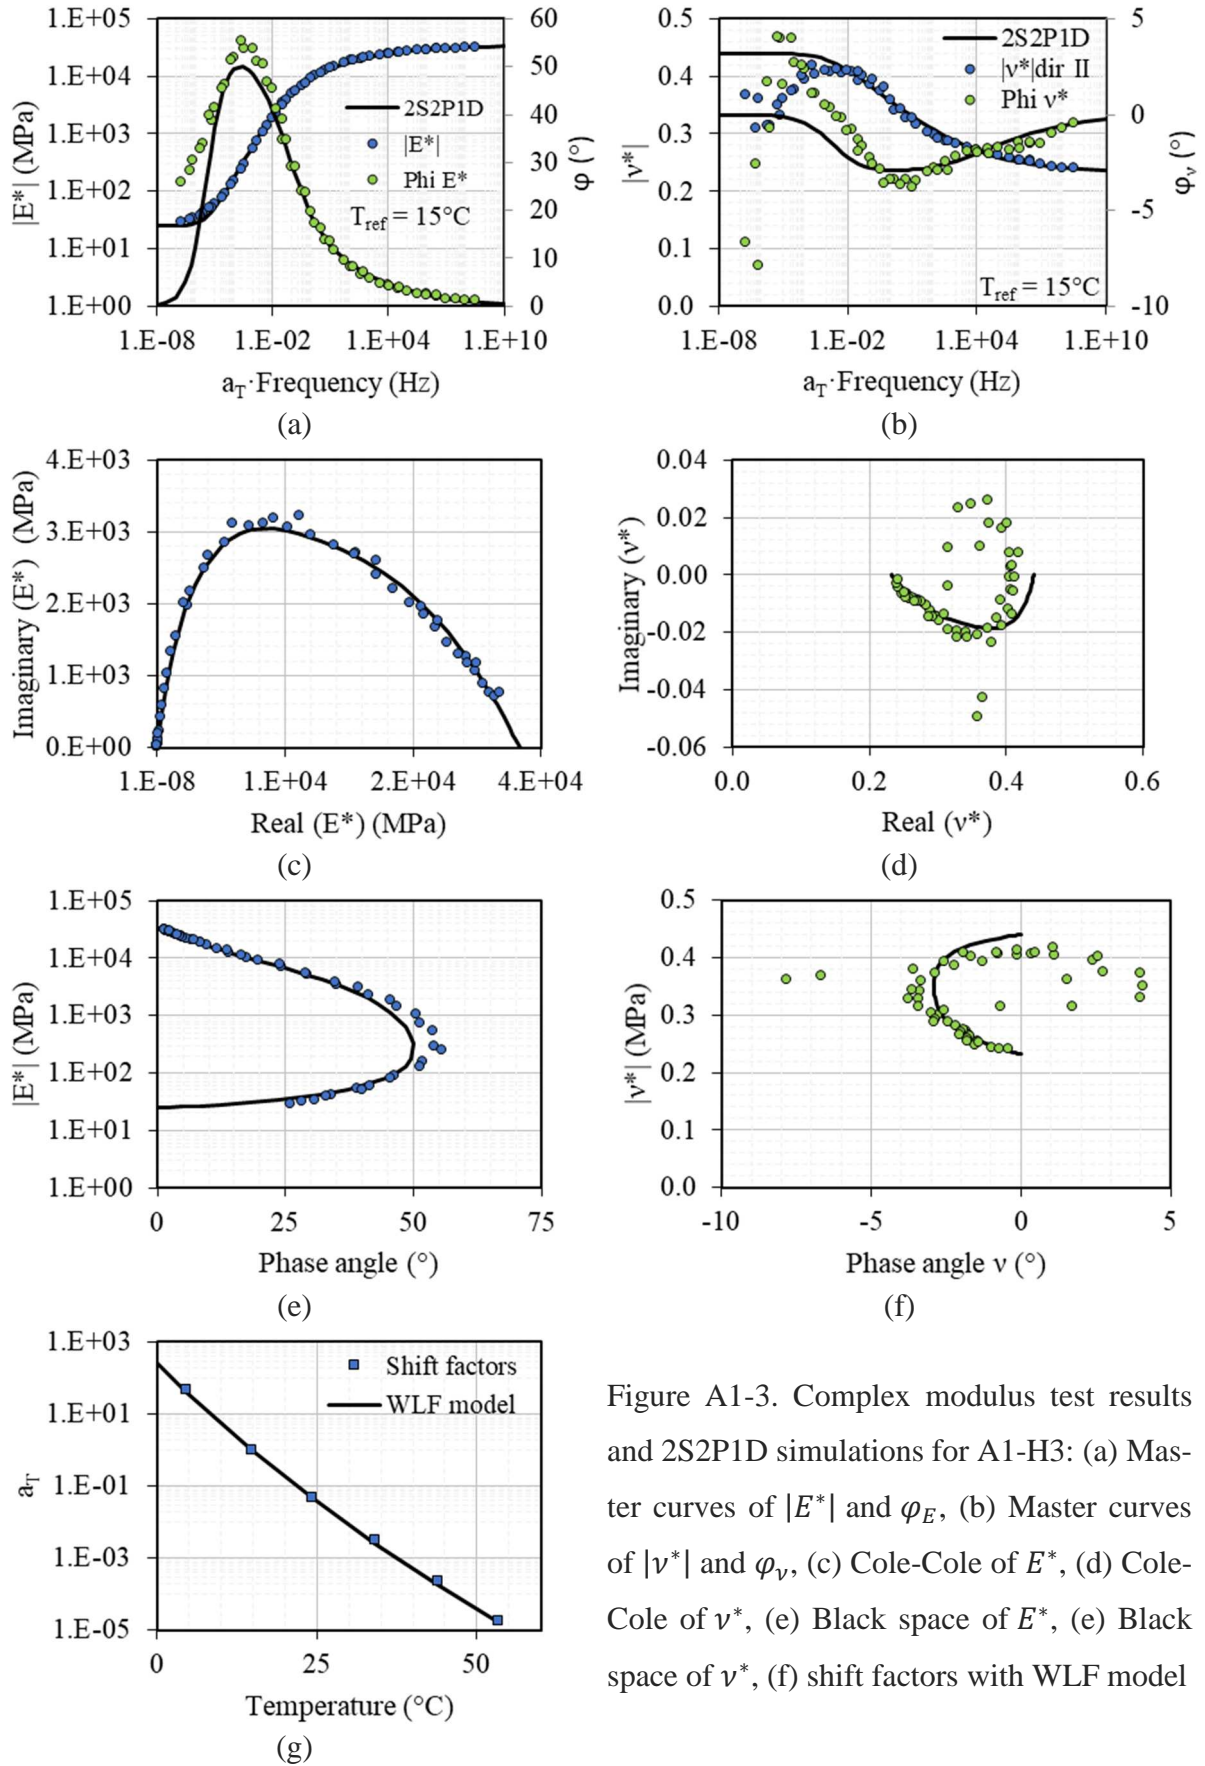 1.E+05
1.E+04
1.E+03
1.E+02
1.E+01
1.E+00
|E*| (MPa)
60
50
40
30
20
10
0
φ (°)
2S2P1D
|E*|
Phi E*
T_ref = 15°C
1.E-08
1.E-02
1.E+04
1.E+10
a_T·Frequency (Hz)
(a)
0.5
0.4
0.3
0.2
0.1
0.0
|ν*|
5
0
-5
-10
φ_ν (°)
2S2P1D
|ν*|dir II
Phi ν*
T_ref = 15°C
1.E-08
1.E-02
1.E+04
1.E+10
a_T·Frequency (Hz)
(b)
4.E+03
3.E+03
2.E+03
1.E+03
0.E+00
Imaginary (E*) (MPa)
1.E-08
1.E+04
2.E+04
4.E+04
Real (E*) (MPa)
(c)
0.04
0.02
0.00
-0.02
-0.04
-0.06
Imaginary (ν*)
0.0
0.2
0.4
0.6
Real (ν*)
(d)
1.E+05
1.E+04
1.E+03
1.E+02
1.E+01
1.E+00
|E*| (MPa)
0
25
50
75
Phase angle (°)
(e)
0.5
0.4
0.3
0.2
0.1
0.0
|ν*| (MPa)
-10
-5
0
5
Phase angle ν (°)
(f)
1.E+03
1.E+01
1.E-01
1.E-03
1.E-05
a_T
Shift factors
WLF model
0
25
50
Temperature (°C)
(g)
Figure A1-3. Complex modulus test results
and 2S2P1D simulations for A1-H3: (a) Mas-
ter curves of |E*| and φ_E, (b) Master curves
of |ν*| and φ_ν, (c) Cole-Cole of E*, (d) Cole-
Cole of ν*, (e) Black space of E*, (e) Black
space of ν*, (f) shift factors with WLF model